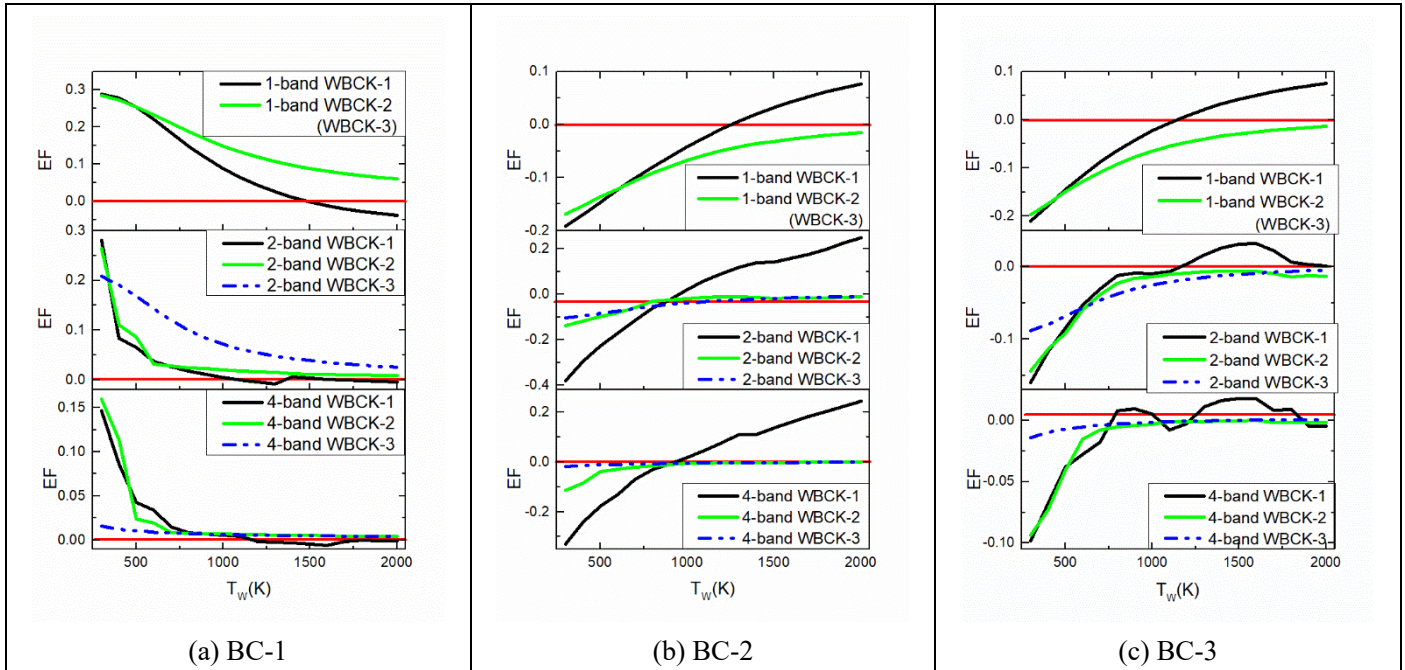 0.3
0.2
0.1
0.0
EF
1-band WBCK-1
1-band WBCK-2
(WBCK-3)
0.3
0.2
0.1
0.0
EF
2-band WBCK-1
2-band WBCK-2
2-band WBCK-3
0.15
0.10
0.05
0.00
EF
4-band WBCK-1
4-band WBCK-2
4-band WBCK-3
500 1000 1500 2000
TW(K)
(a) BC-1
0.1
0.0
-0.1
-0.2
EF
1-band WBCK-1
1-band WBCK-2
(WBCK-3)
0.2
0.0
-0.2
-0.4
EF
2-band WBCK-1
2-band WBCK-2
2-band WBCK-3
0.2
0.0
-0.2
EF
4-band WBCK-1
4-band WBCK-2
4-band WBCK-3
500 1000 1500 2000
TW(K)
(b) BC-2
0.1
0.0
-0.1
-0.2
EF
1-band WBCK-1
1-band WBCK-2
(WBCK-3)
0.0
-0.1
EF
2-band WBCK-1
2-band WBCK-2
2-band WBCK-3
0.00
-0.05
-0.10
EF
4-band WBCK-1
4-band WBCK-2
4-band WBCK-3
500 1000 1500 2000
TW(K)
(c) BC-3